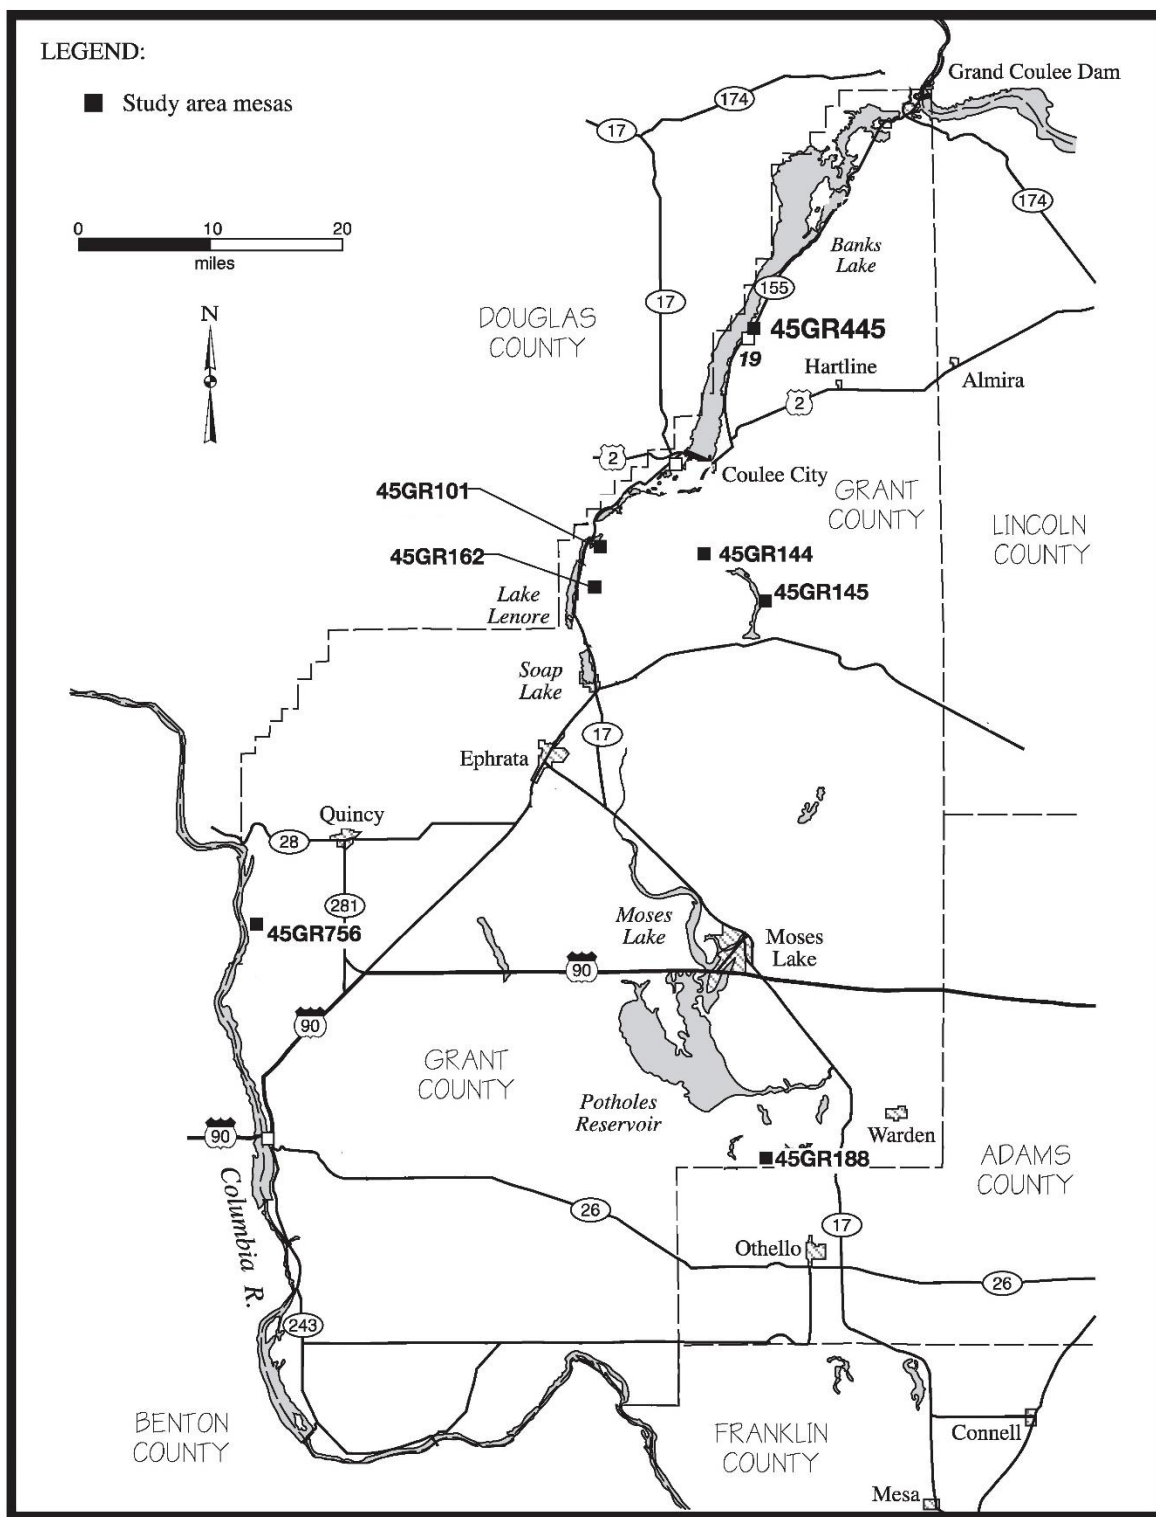 LEGEND:
Study area mesas
0 10 20
miles
N
Grand Coulee Dam
174
17
174
Banks
Lake
155
17
DOUGLAS
COUNTY
45GR445
19
Hartline
Almira
2
2
Coulee City
45GR101
GRANT
COUNTY
LINCOLN
COUNTY
45GR162
45GR144
45GR145
Lake
Lenore
Soap
Lake
17
Ephrata
Quincy
28
281
45GR756
Moses
Lake
Moses
Lake
90
90
GRANT
COUNTY
Potholes
Reservoir
Warden
90
45GR188
ADAMS
COUNTY
Columbia R.
26
17
Othello
26
243
BENTON
COUNTY
FRANKLIN
COUNTY
Connell
Mesa